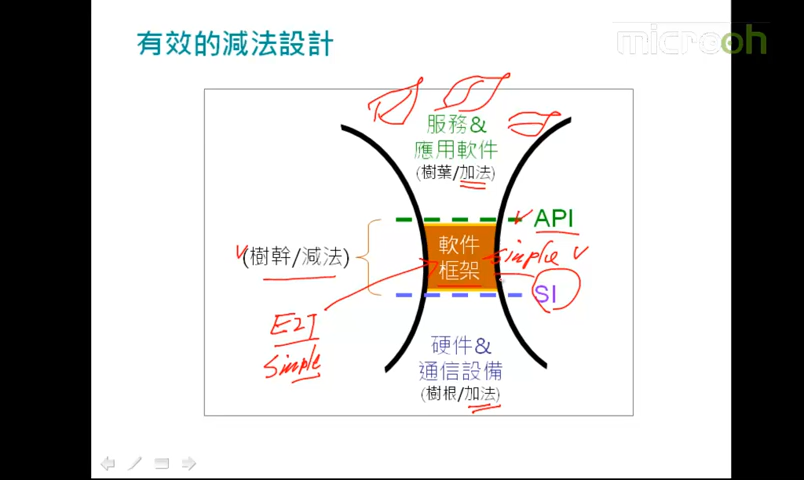 有效的減法設計
microoh
服務&
應用軟件
(樹葉/加法)
API
軟件
框架
simple
(樹幹/減法)
SI
EIT
simple
硬件&
通信設備
(樹根/加法)